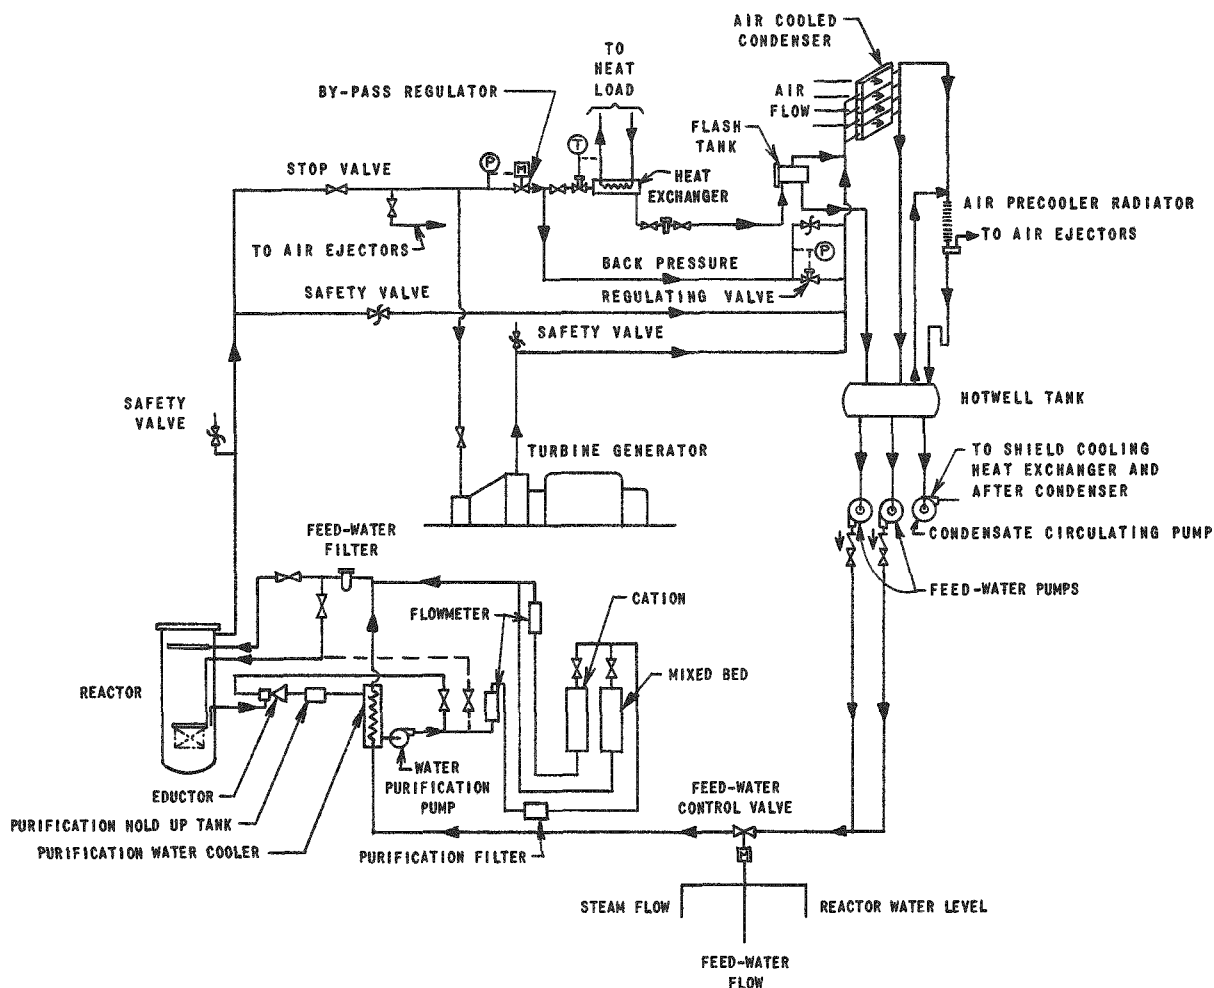 AIR COOLED
CONDENSER
TO
HEAT
LOAD
BY-PASS REGULATOR
AIR
FLOW
FLASH
TANK
T
P
M
STOP VALVE
HEAT
EXCHANGER
AIR PRECOOLER RADIATOR
TO AIR EJECTORS
TO AIR EJECTORS
P
BACK PRESSURE
REGULATING VALVE
SAFETY VALVE
SAFETY VALVE
SAFETY
VALVE
HOTWELL TANK
TURBINE GENERATOR
TO SHIELD COOLING
HEAT EXCHANGER AND
AFTER CONDENSER
CONDENSATE CIRCULATING PUMP
FEED-WATER
FILTER
FEED-WATER PUMPS
FLOWMETER
CATION
MIXED BED
REACTOR
WATER
PURIFICATION
PUMP
EDUCTOR
PURIFICATION HOLD UP TANK
PURIFICATION WATER COOLER
PURIFICATION FILTER
FEED-WATER
CONTROL VALVE
M
STEAM FLOW
REACTOR WATER LEVEL
FEED-WATER
FLOW